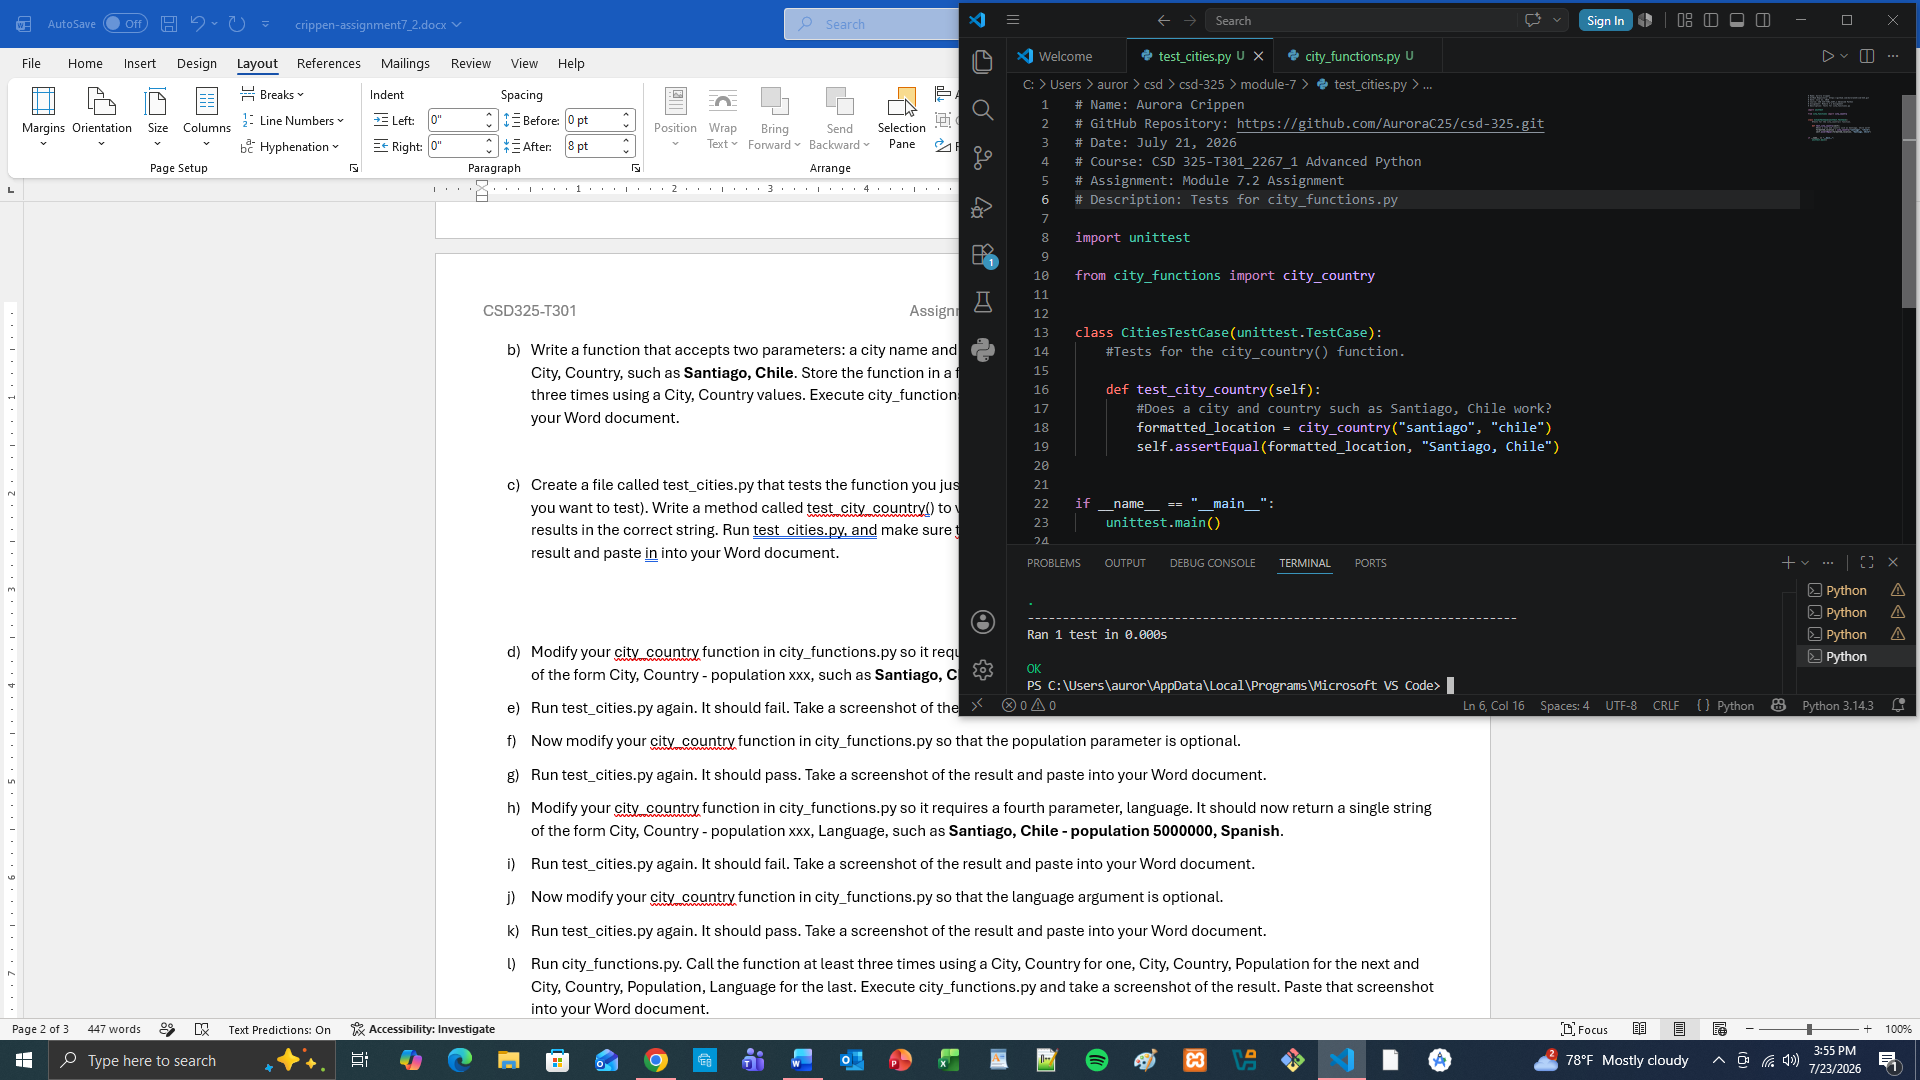 AutoSave Off crippen-assignment7_2.docx Search
File Home Insert Design Layout References Mailings Review View Help
Margins Orientation Size Columns Breaks Line Numbers Hyphenation
Page Setup
Indent Spacing
Left: 0" Before: 0 pt
Right: 0" After: 8 pt
Paragraph
Position Wrap Text Bring Forward Send Backward Selection Pane
Arrange
CSD325-T301
b) Write a function that accepts two parameters: a city name and
City, Country, such as Santiago, Chile. Store the function in a f
three times using a City, Country values. Execute city_function
your Word document.
c) Create a file called test_cities.py that tests the function you jus
you want to test). Write a method called test_city_country() to v
results in the correct string. Run test_cities.py, and make sure t
result and paste in into your Word document.
d) Modify your city_country function in city_functions.py so it requ
of the form City, Country - population xxx, such as Santiago, C
e) Run test_cities.py again. It should fail. Take a screenshot of the
f) Now modify your city_country function in city_functions.py so that the population parameter is optional.
g) Run test_cities.py again. It should pass. Take a screenshot of the result and paste into your Word document.
h) Modify your city_country function in city_functions.py so it requires a fourth parameter, language. It should now return a single string
of the form City, Country - population xxx, Language, such as Santiago, Chile - population 5000000, Spanish.
i) Run test_cities.py again. It should fail. Take a screenshot of the result and paste into your Word document.
j) Now modify your city_country function in city_functions.py so that the language argument is optional.
k) Run test_cities.py again. It should pass. Take a screenshot of the result and paste into your Word document.
l) Run city_functions.py. Call the function at least three times using a City, Country for one, City, Country, Population for the next and
City, Country, Population, Language for the last. Execute city_functions.py and take a screenshot of the result. Paste that screenshot
into your Word document.
Page 2 of 3 447 words Text Predictions: On Accessibility: Investigate Focus 100%
Search Sign In
Welcome test_cities.py U city_functions.py U
C: > Users > auror > csd > csd-325 > module-7 > test_cities.py > ...
1 # Name: Aurora Crippen
2 # GitHub Repository: https://github.com/AuroraC25/csd-325.git
3 # Date: July 21, 2026
4 # Course: CSD 325-T301_2267_1 Advanced Python
5 # Assignment: Module 7.2 Assignment
6 # Description: Tests for city_functions.py
7
8 import unittest
9
10 from city_functions import city_country
11
12
13 class CitiesTestCase(unittest.TestCase):
14 #Tests for the city_country() function.
15
16 def test_city_country(self):
17 #Does a city and country such as Santiago, Chile work?
18 formatted_location = city_country("santiago", "chile")
19 self.assertEqual(formatted_location, "Santiago, Chile")
20
21
22 if __name__ == "__main__":
23 unittest.main()
24
PROBLEMS OUTPUT DEBUG CONSOLE TERMINAL PORTS
.
----------------------------------------------------------------------
Ran 1 test in 0.000s
OK
PS C:\Users\auror\AppData\Local\Programs\Microsoft VS Code>
Python
Python
Python
Python
0 0 Ln 6, Col 16 Spaces: 4 UTF-8 CRLF { } Python Python 3.14.3
Type here to search
78°F Mostly cloudy
3:55 PM
7/23/2026